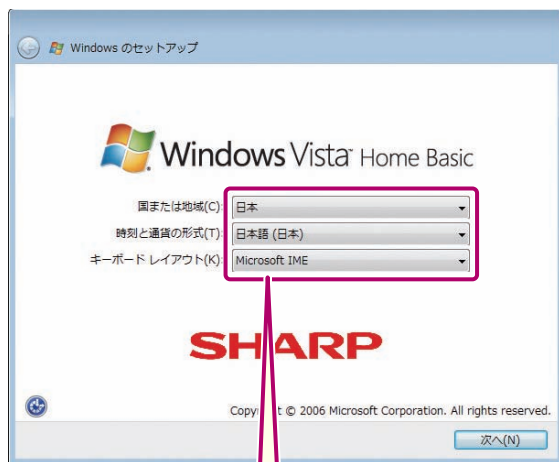 Windows のセットアップ
Windows Vista™ Home Basic
国または地域(C): 日本
時刻と通貨の形式(T): 日本語 (日本)
キーボード レイアウト(K): Microsoft IME
SHARP
Copyright © 2006 Microsoft Corporation. All rights reserved.
次へ(N)